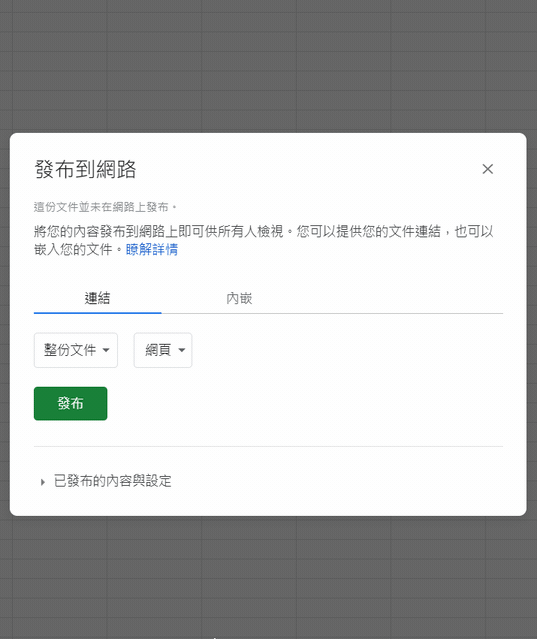 發布到網路
這份文件並未在網路上發布。
將您的內容發布到網路上即可供所有人檢視。您可以提供您的文件連結，也可以
嵌入您的文件。瞭解詳情
連結 內嵌
整份文件 網頁
發布
已發布的內容與設定